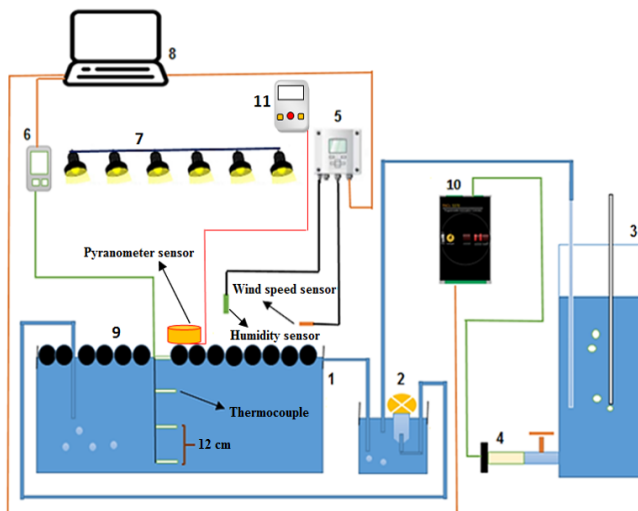 8
11
5
6
7
10
Pyranometer sensor
Wind speed sensor
3
Humidity sensor
9
1
2
Thermocouple
12 cm
4